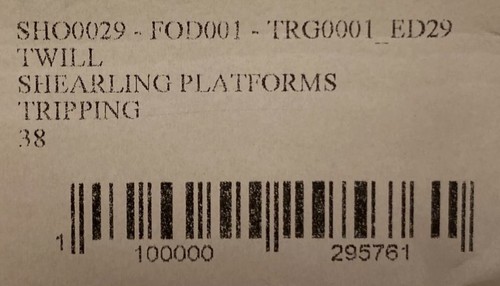 SHO0029 - FOD001 - TRG0001_ED29
TWILL
SHEARLING PLATFORMS
TRIPPING
38
1 100000 295761